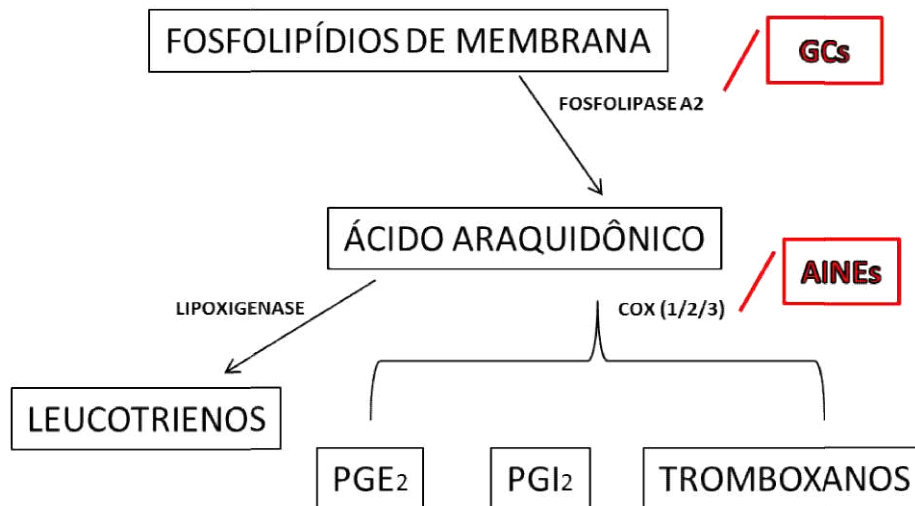 FOSFOLIPÍDIOS DE MEMBRANA
GCs
FOSFOLIPASE A2
ÁCIDO ARAQUIDÔNICO
AINEs
LIPOXIGENASE
COX (1/2/3)
LEUCOTRIENOS
PGE2
PGI2
TROMBOXANOS